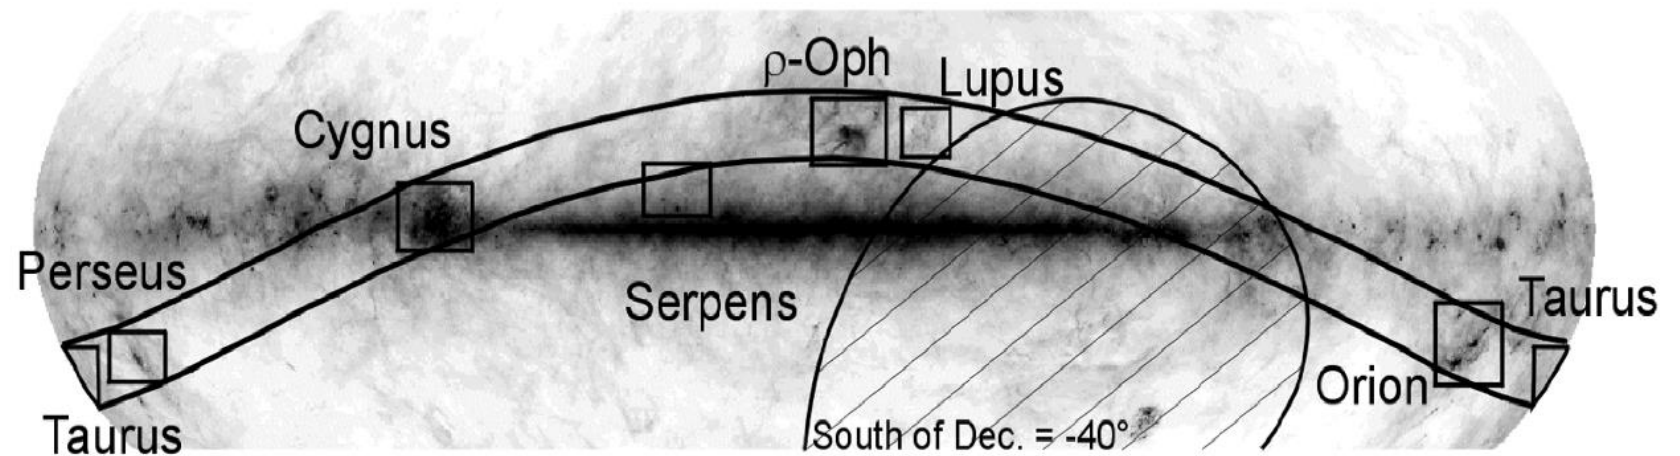 ρ-Oph
Lupus
Cygnus
Perseus
Serpens
Taurus
Orion
Taurus
South of Dec. = -40°